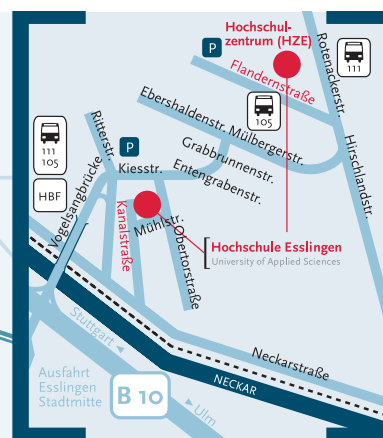 Hochschul-
zentrum (HZE)
P
Flandernstraße
Rotenackerstr.
111
105
Ebershaldenstr.
Mülbergerstr.
Hirschlandstr.
Ritterstr.
P
Grabbrunnenstr.
111
105
Kiesstr.
Entengrabenstr.
HBF
Vogelsangbrücke
Kanalstraße
Mühlstr.
Obertorstraße
Hochschule Esslingen
University of Applied Sciences
Stuttgart
Neckarstraße
Ausfahrt
Esslingen
Stadtmitte
B 10
NECKAR
Ulm